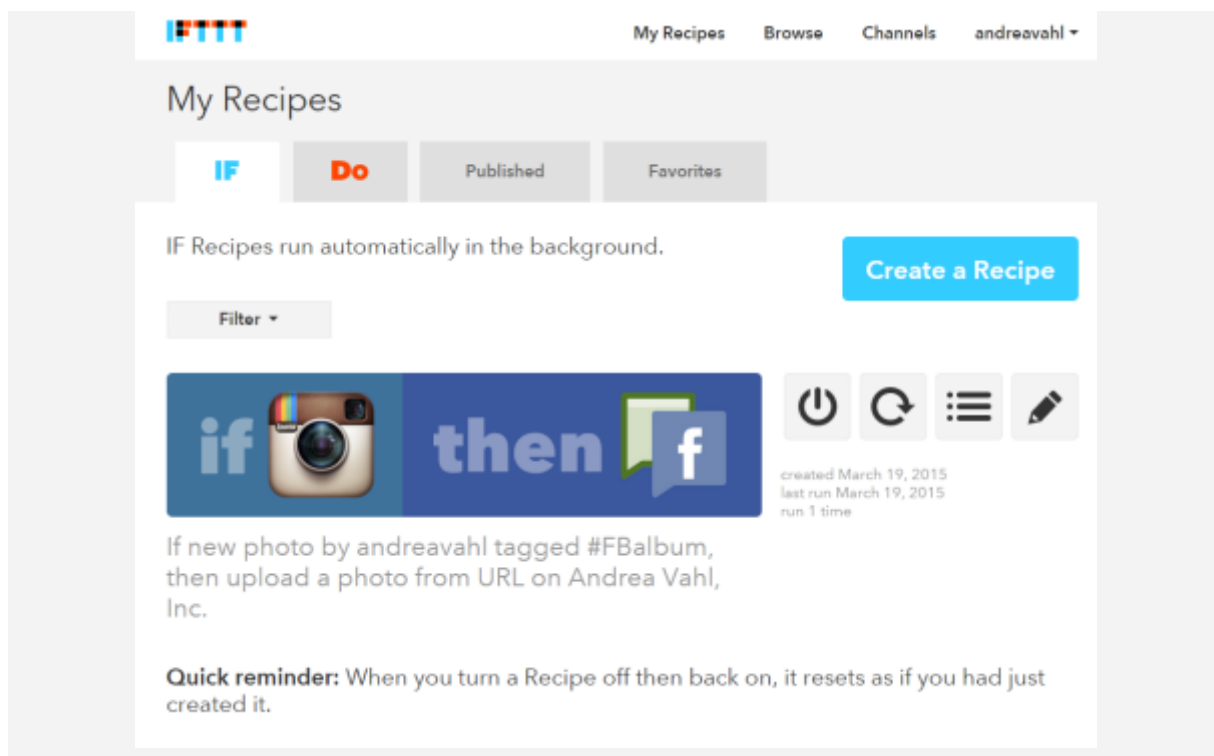 IFTTT
My Recipes Browse Channels andreavahl
My Recipes
IF Do Published Favorites
IF Recipes run automatically in the background.
Create a Recipe
Filter
if then f
created March 19, 2015
last run March 19, 2015
run 1 time
If new photo by andreavahl tagged #FBalbum,
then upload a photo from URL on Andrea Vahl,
Inc.
Quick reminder: When you turn a Recipe off then back on, it resets as if you had just
created it.